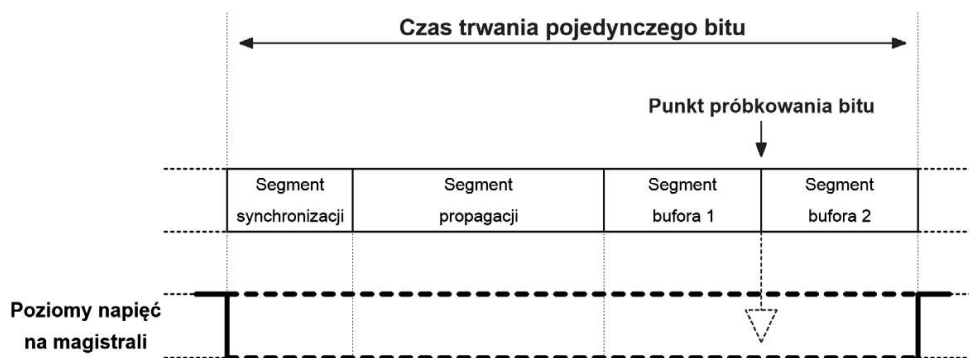 Czas trwania pojedynczego bitu
Punkt próbkowania bitu
Segment synchronizacji
Segment propagacji
Segment bufora 1
Segment bufora 2
Poziomy napięć
na magistrali